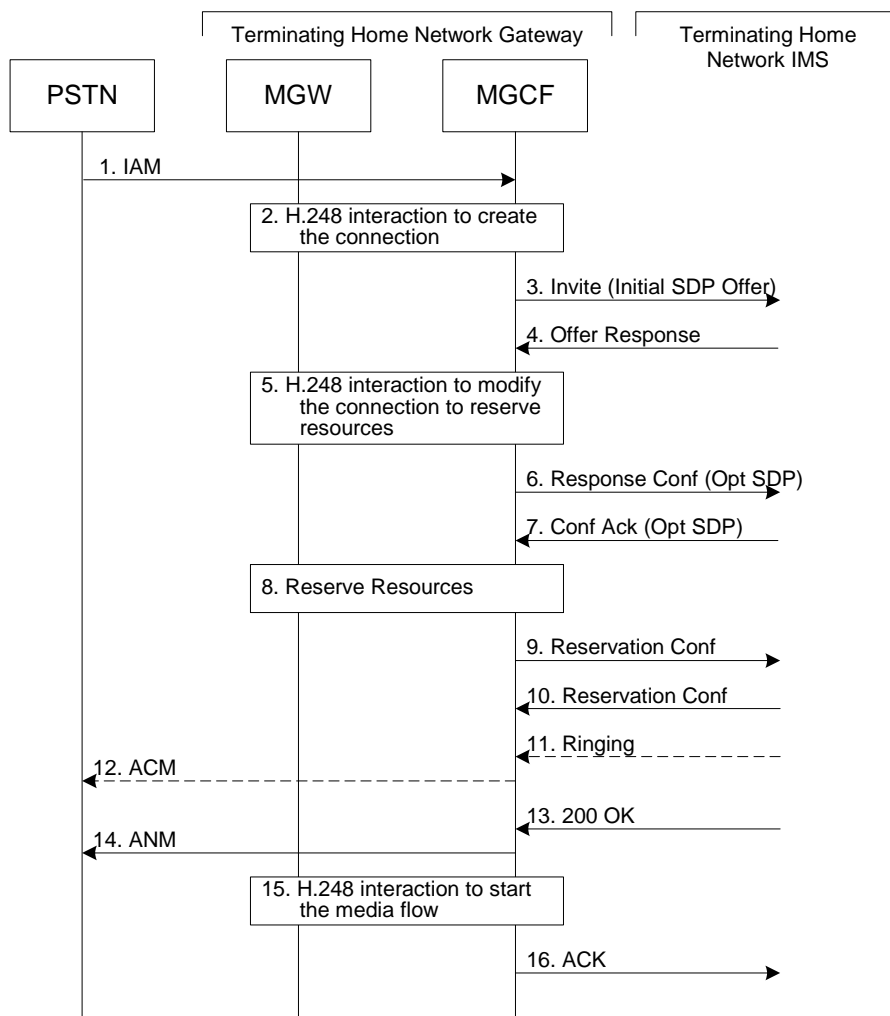 Terminating Home Network Gateway
Terminating Home
Network IMS
PSTN
MGW
MGCF
1. IAM
2. H.248 interaction to create
the connection
3. Invite (Initial SDP Offer)
4. Offer Response
5. H.248 interaction to modify
the connection to reserve
resources
6. Response Conf (Opt SDP)
7. Conf Ack (Opt SDP)
8. Reserve Resources
9. Reservation Conf
10. Reservation Conf
11. Ringing
12. ACM
13. 200 OK
14. ANM
15. H.248 interaction to start
the media flow
16. ACK